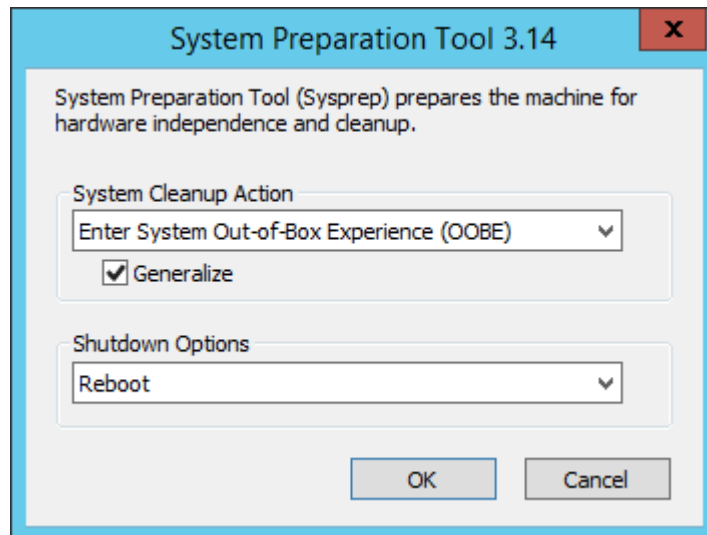 System Preparation Tool 3.14
x
System Preparation Tool (Sysprep) prepares the machine for
hardware independence and cleanup.
System Cleanup Action
Enter System Out-of-Box Experience (OOBE)
Generalize
Shutdown Options
Reboot
OK Cancel